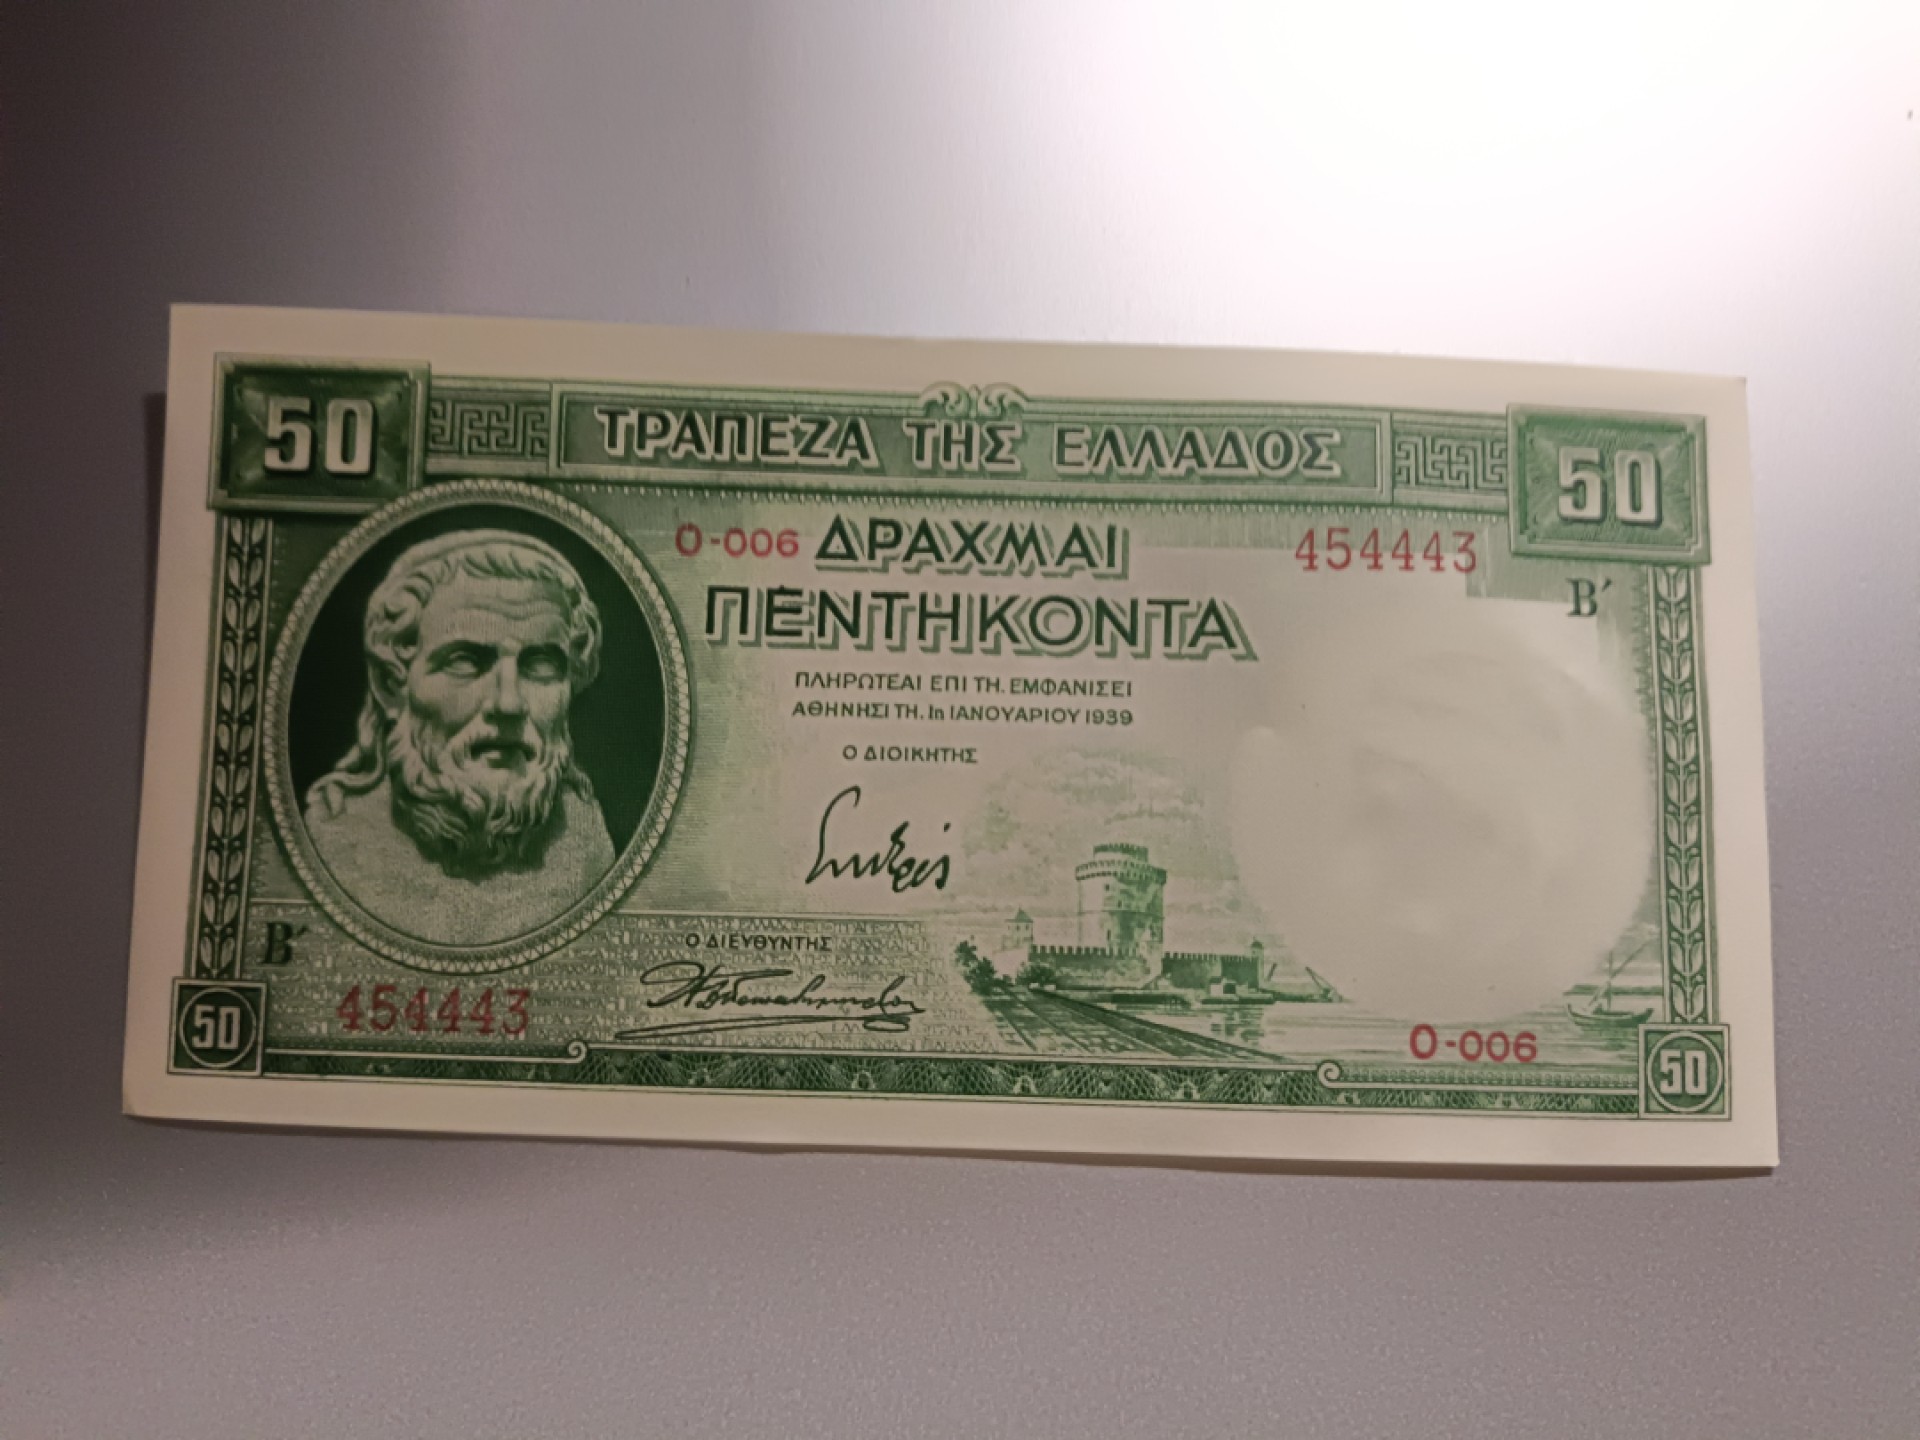 50 ΤΡΑΠΕΖΑ ΤΗΣ ΕΛΛΑΔΟΣ 50
O-006 ΔΡΑΧΜΑΙ 454443
ΠΕΝΤΗΚΟΝΤΑ B´
ΠΛΗΡΩΤΕΑΙ ΕΠΙ ΤΗ. ΕΜΦΑΝΙΣΕΙ
ΑΘΗΝΗΣΙ ΤΗ. 1η ΙΑΝΟΥΑΡΙΟΥ 1939
Ο ΔΙΟΙΚΗΤΗΣ
B´ Ο ΔΙΕΥΘΥΝΤΗΣ
454443
O-006
50 50